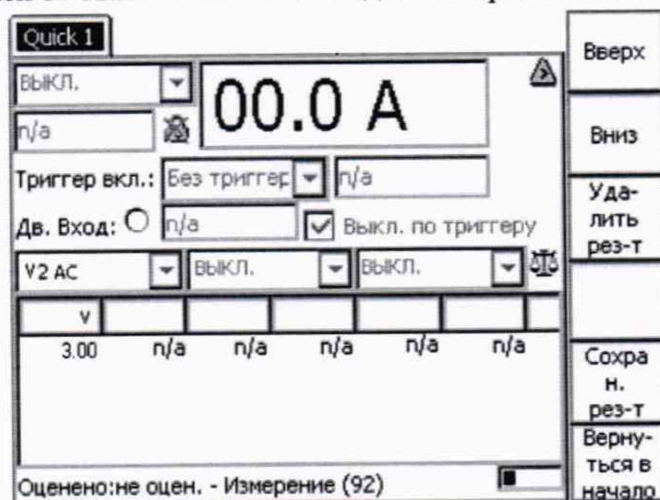 Quick 1
ВЫКЛ.
n/a
00.0 A
Триггер вкл.: Без триггер n/a
Дв. Вход: n/a Выкл. по триггеру
V2 AC ВЫКЛ. ВЫКЛ.
V
3.00 n/a n/a n/a n/a n/a
Оценено:не оцен. - Измерение (92)
Вверх
Вниз
Уда-
лить
рез-т
Сохра
н.
рез-т
Верну-
ться в
начало